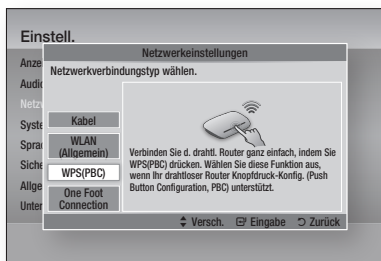 Einstell.
Netzwerkeinstellungen
Netzwerkverbindungstyp wählen.
Anze
Audio
Netzw
Syste
Sprac
Siche
Allge
Unter
Kabel
WLAN
(Allgemein)
WPS(PBC)
One Foot
Connection
Verbinden Sie d. drahtl. Router ganz einfach, indem Sie
WPS(PBC) drücken. Wählen Sie diese Funktion aus,
wenn Ihr drahtloser Router Knopfdruck-Konfig. (Push
Button Configuration, PBC) unterstützt.
Versch. Eingabe Zurück